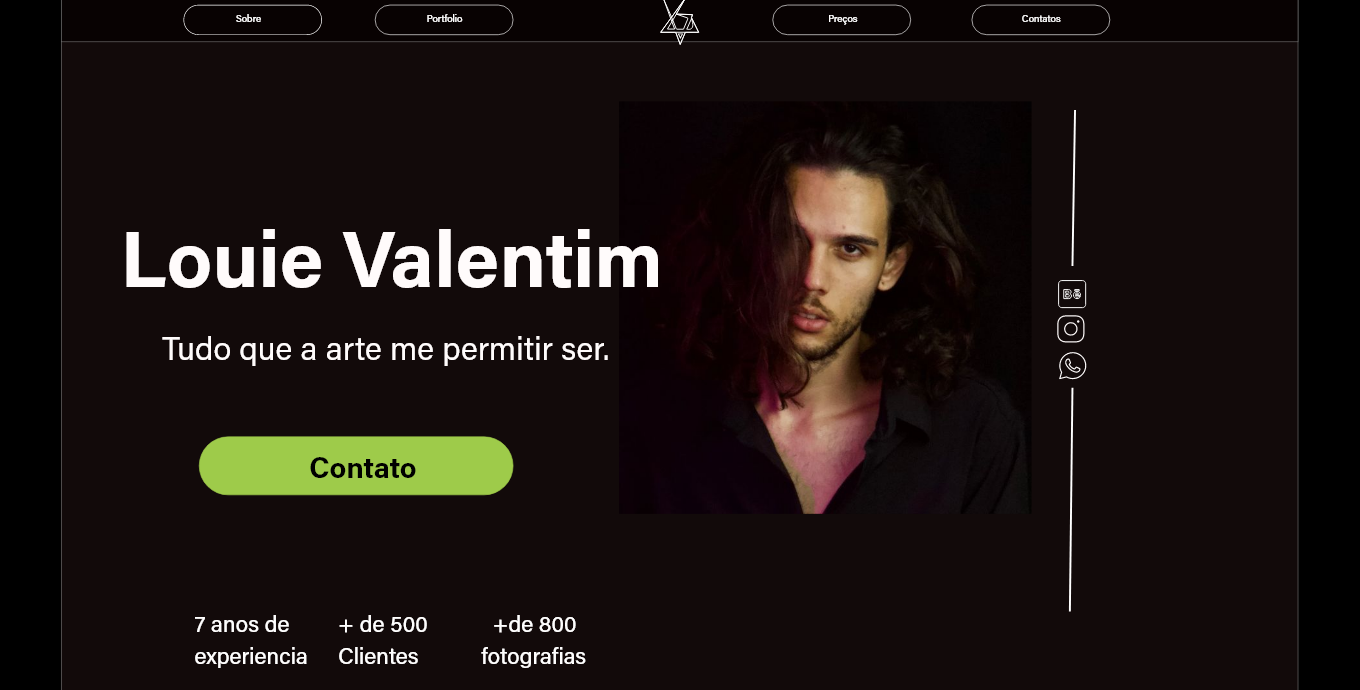 Sobre
Portfolio
Preços
Contatos
Louie Valentim
Tudo que a arte me permitir ser.
Bē
Contato
7 anos de
experiencia
+ de 500
Clientes
+de 800
fotografias